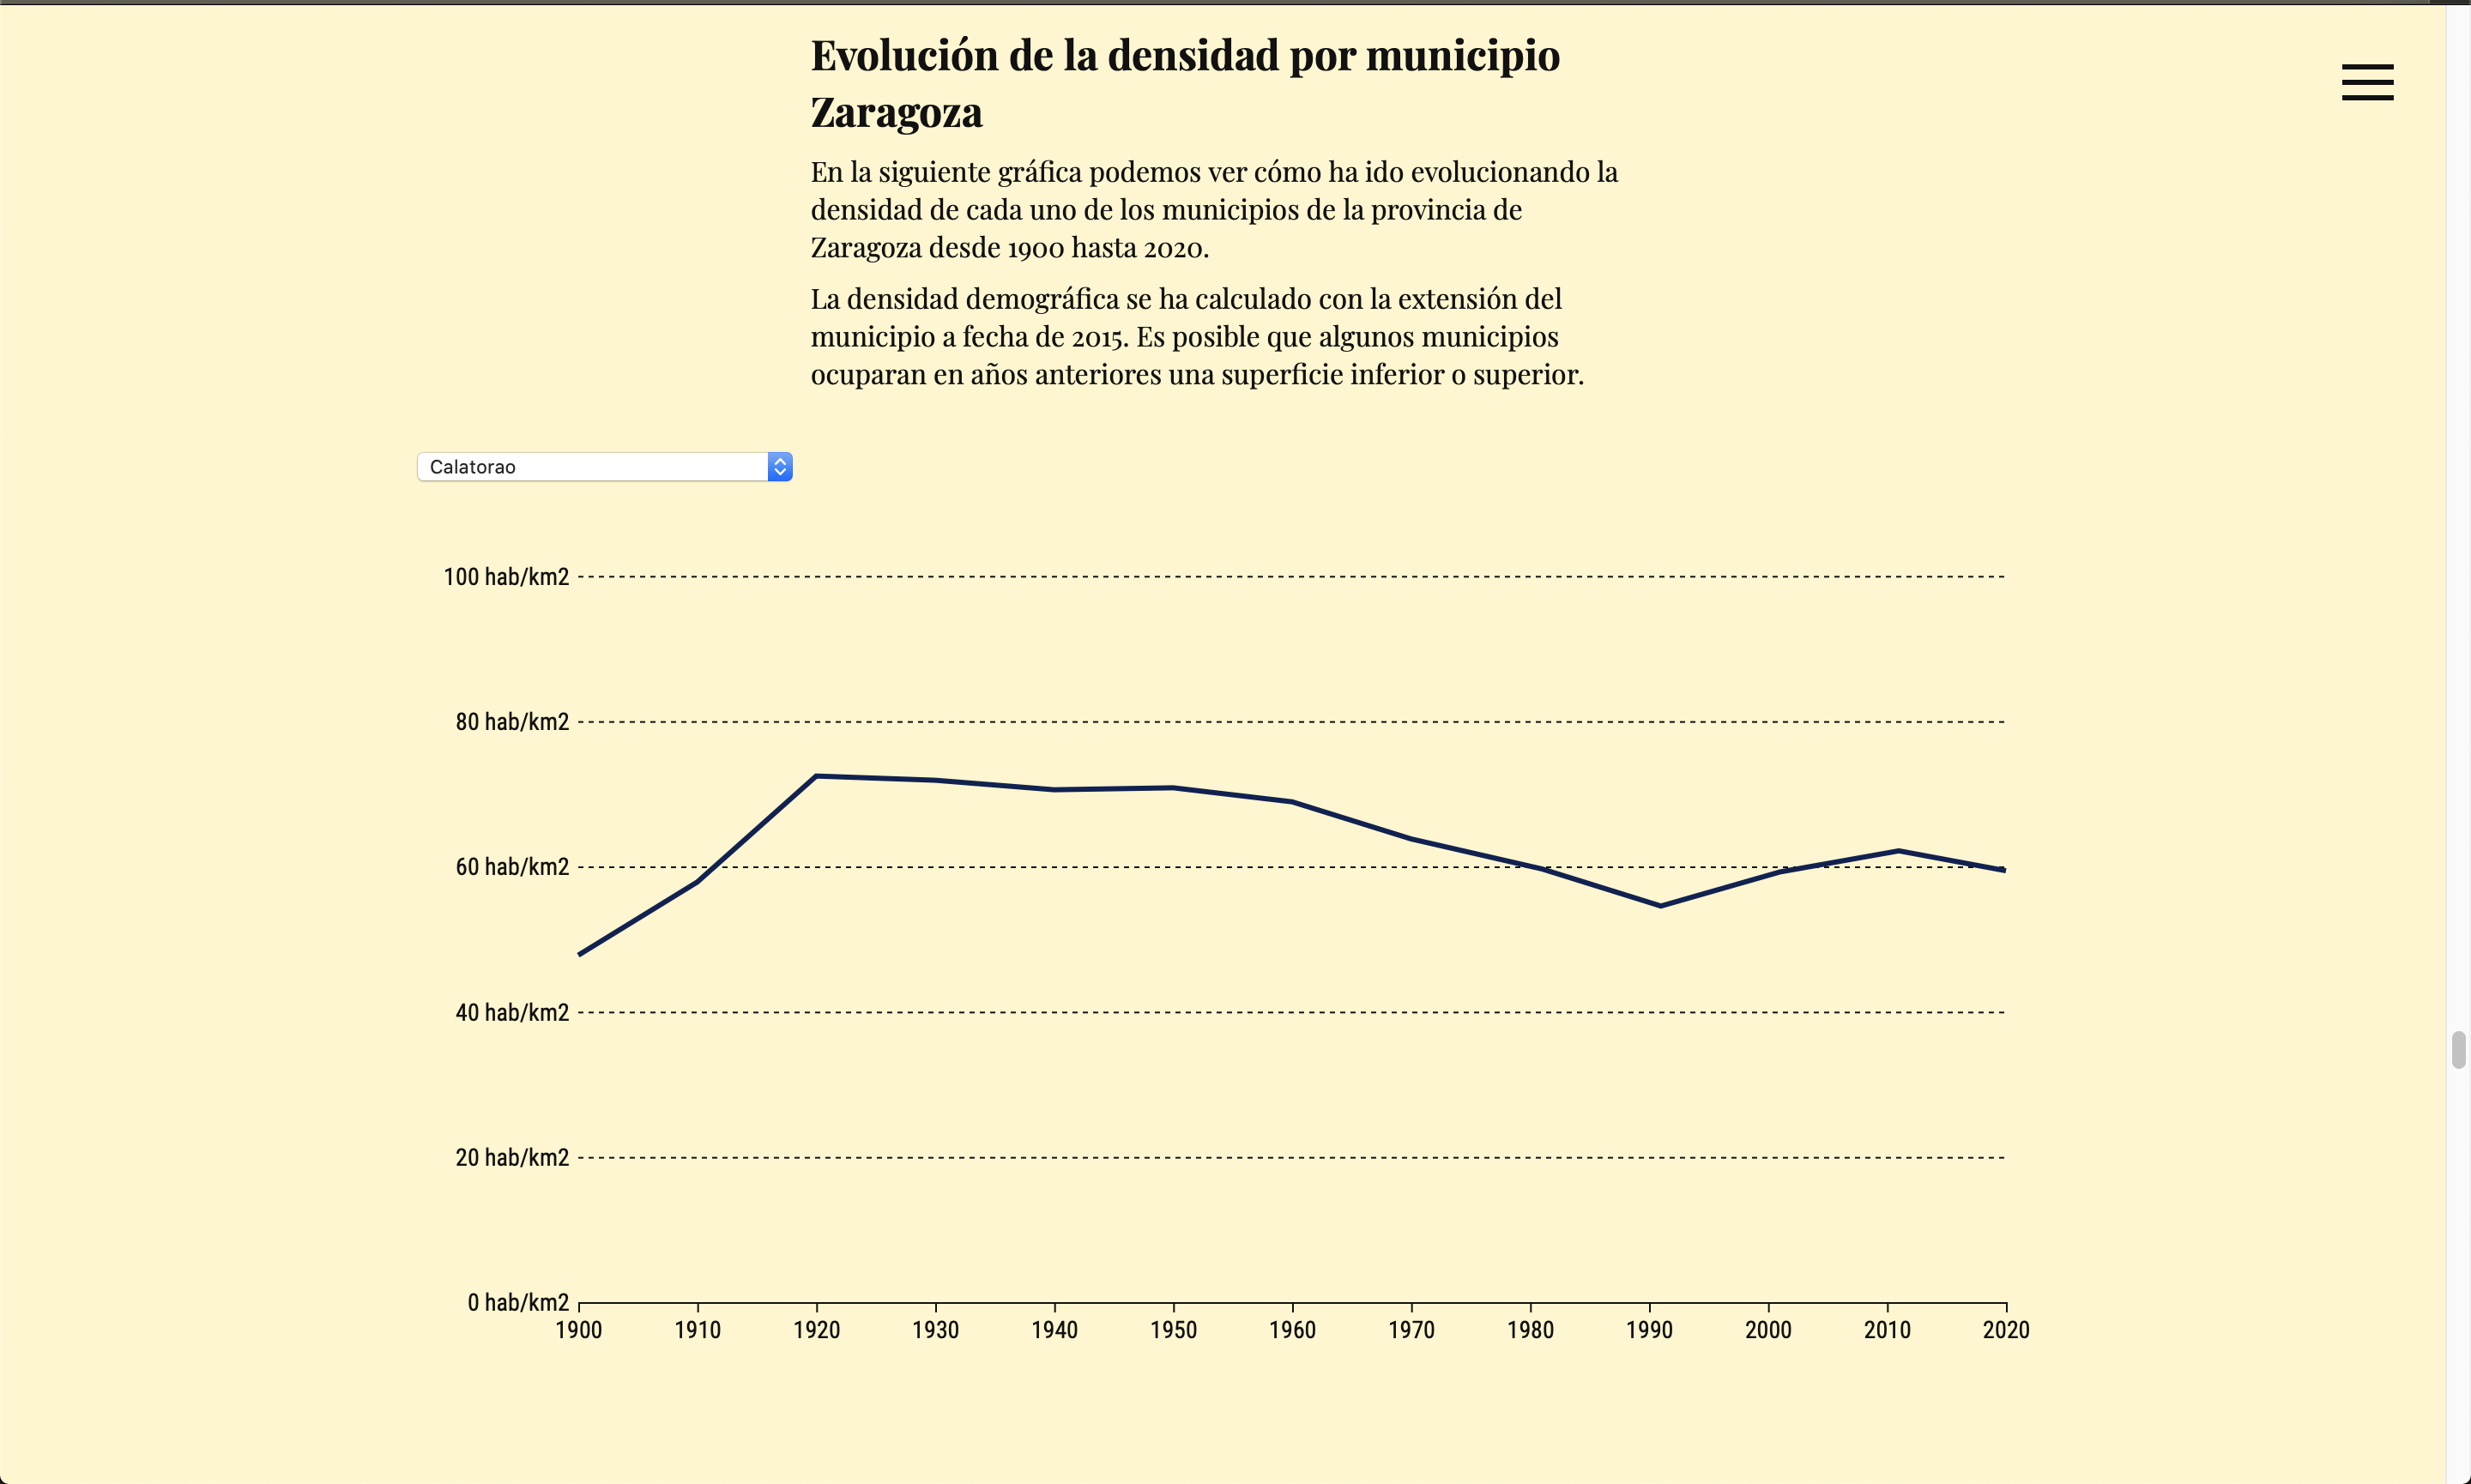 Evolución de la densidad por municipio
Zaragoza
En la siguiente gráfica podemos ver cómo ha ido evolucionando la
densidad de cada uno de los municipios de la provincia de
Zaragoza desde 1900 hasta 2020.
La densidad demográfica se ha calculado con la extensión del
municipio a fecha de 2015. Es posible que algunos municipios
ocuparan en años anteriores una superficie inferior o superior.
Calatorao
100 hab/km2
80 hab/km2
60 hab/km2
40 hab/km2
20 hab/km2
0 hab/km2
1900 1910 1920 1930 1940 1950 1960 1970 1980 1990 2000 2010 2020